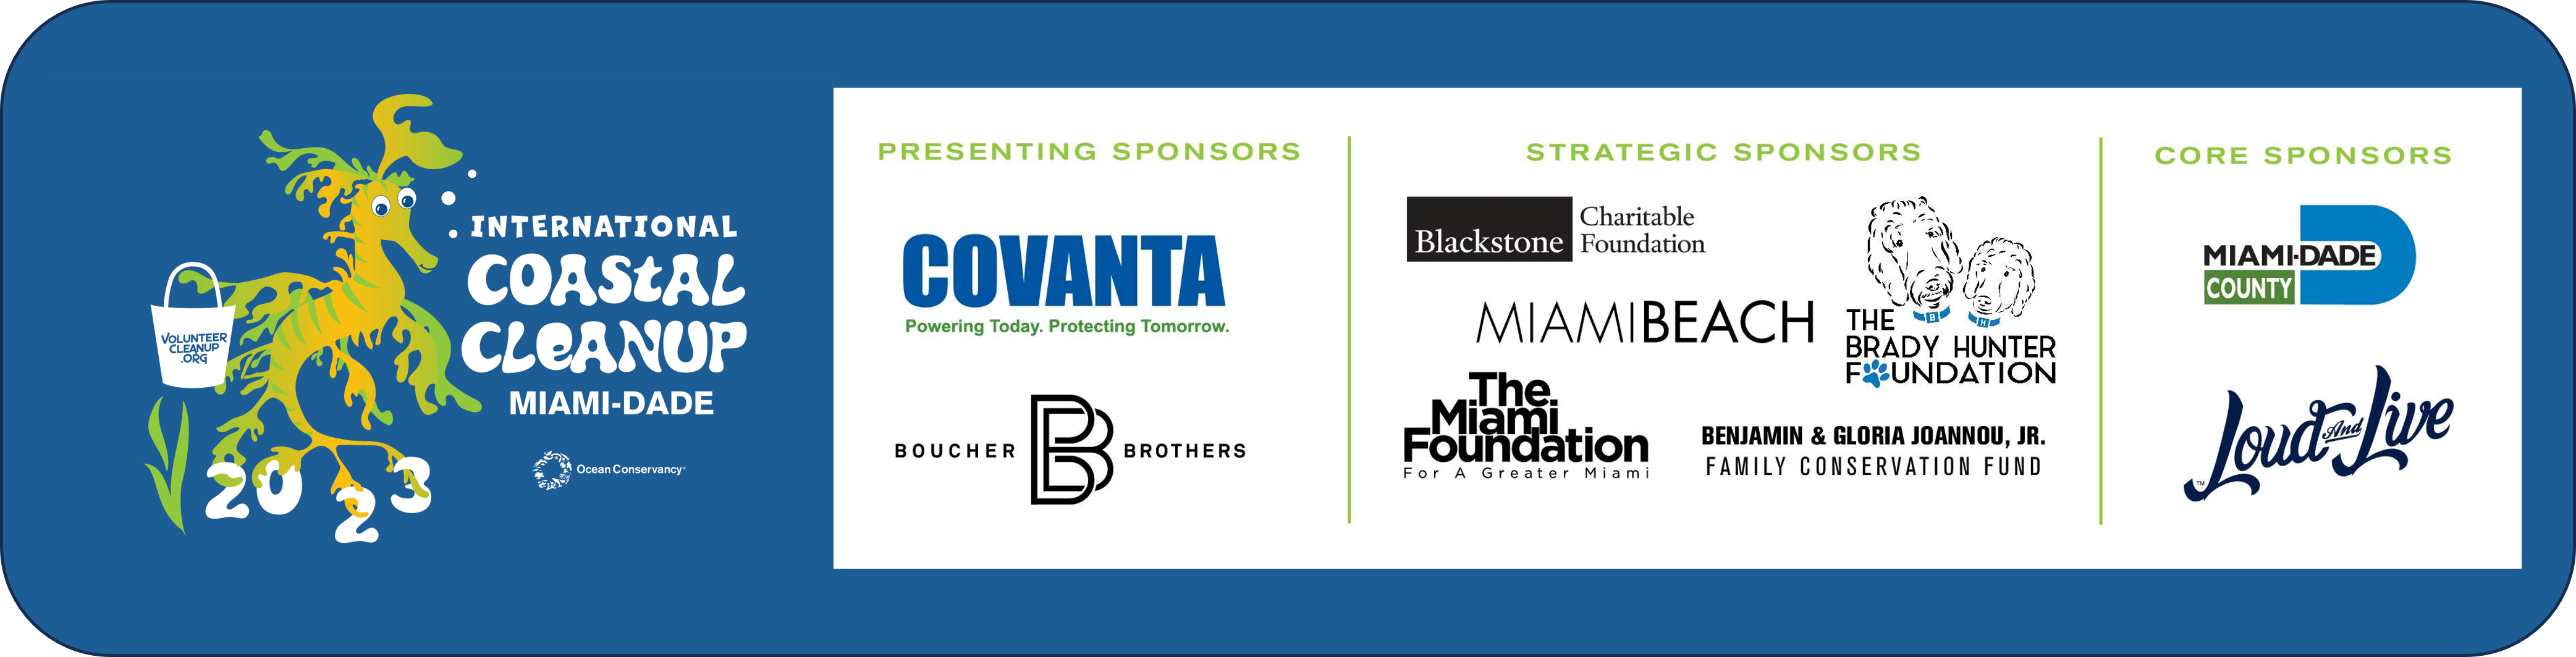 INTERNATIONAL
COAStAL
CLeANUP
MIAMI-DADE
VOLUNTEER
CLEANUP
.ORG
2023
Ocean Conservancy®
PRESENTING SPONSORS
COVANTA
Powering Today. Protecting Tomorrow.
BOUCHER B BROTHERS
STRATEGIC SPONSORS
Blackstone
Charitable
Foundation
MIAMIBEACH
B H
THE
BRADY HUNTER
FOUNDATION
The
Miami
Foundation
For A Greater Miami
BENJAMIN & GLORIA JOANNOU, JR.
FAMILY CONSERVATION FUND
CORE SPONSORS
MIAMI-DADE
COUNTY
Loud And Live
TM